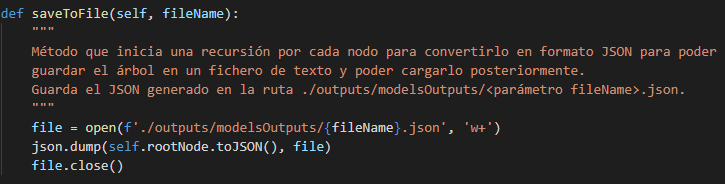 def saveToFile(self, fileName):
"""
Método que inicia una recursión por cada nodo para convertirlo en formato JSON para poder
guardar el árbol en un fichero de texto y poder cargarlo posteriormente.
Guarda el JSON generado en la ruta ./outputs/modelsOutputs/<parámetro fileName>.json.
"""
file = open(f'./outputs/modelsOutputs/{fileName}.json', 'w+')
json.dump(self.rootNode.toJSON(), file)
file.close()